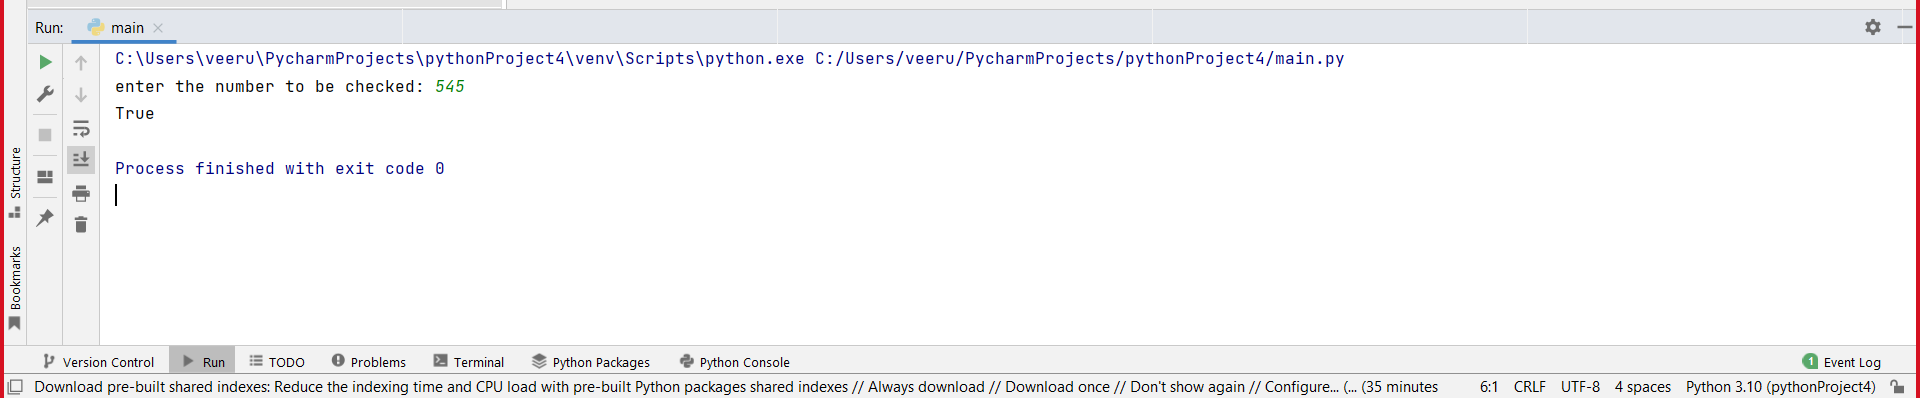 Run: main
C:\Users\veeru\PycharmProjects\pythonProject4\venv\Scripts\python.exe C:/Users/veeru/PycharmProjects/pythonProject4/main.py
enter the number to be checked: 545
True
Process finished with exit code 0
Structure
Bookmarks
Version Control Run TODO Problems Terminal Python Packages Python Console 1 Event Log
Download pre-built shared indexes: Reduce the indexing time and CPU load with pre-built Python packages shared indexes // Always download // Download once // Don't show again // Configure... (... (35 minutes 6:1 CRLF UTF-8 4 spaces Python 3.10 (pythonProject4)